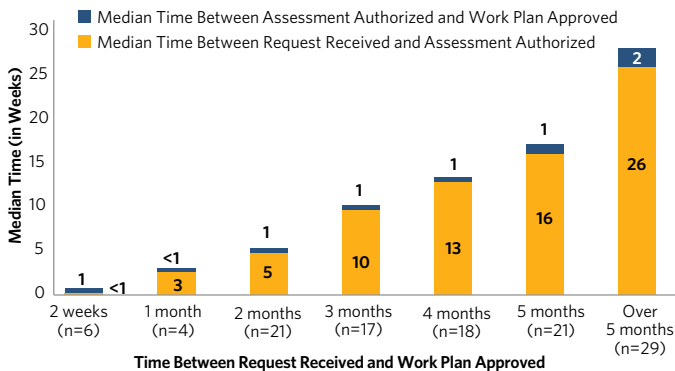 Median Time Between Assessment Authorized and Work Plan Approved
Median Time Between Request Received and Assessment Authorized
Median Time (in Weeks)
30
25
20
15
10
5
0
1
<1
<1
3
1
5
1
10
1
13
1
16
2
26
2 weeks
(n=6)
1 month
(n=4)
2 months
(n=21)
3 months
(n=17)
4 months
(n=18)
5 months
(n=21)
Over
5 months
(n=29)
Time Between Request Received and Work Plan Approved